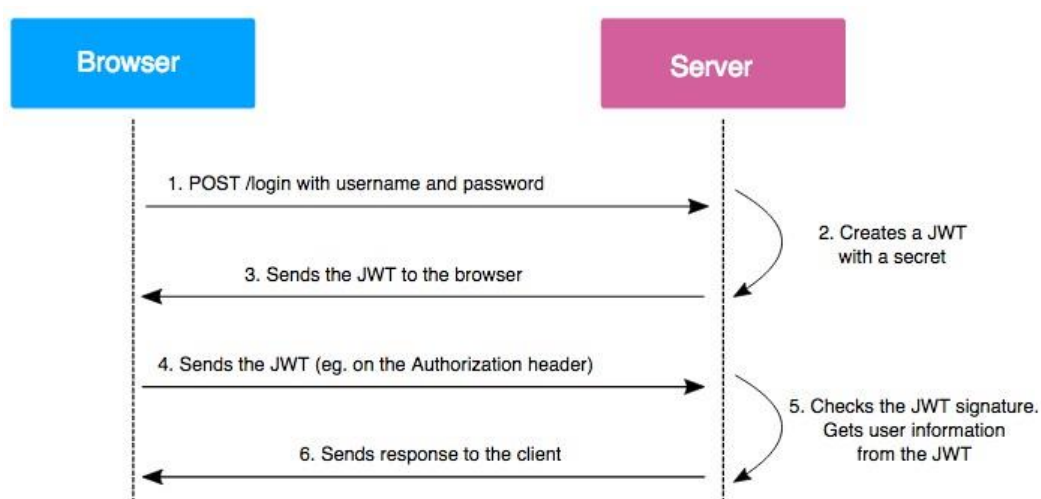 Browser
Server
1. POST /login with username and password
2. Creates a JWT
with a secret
3. Sends the JWT to the browser
4. Sends the JWT (eg. on the Authorization header)
5. Checks the JWT signature.
Gets user information
from the JWT
6. Sends response to the client